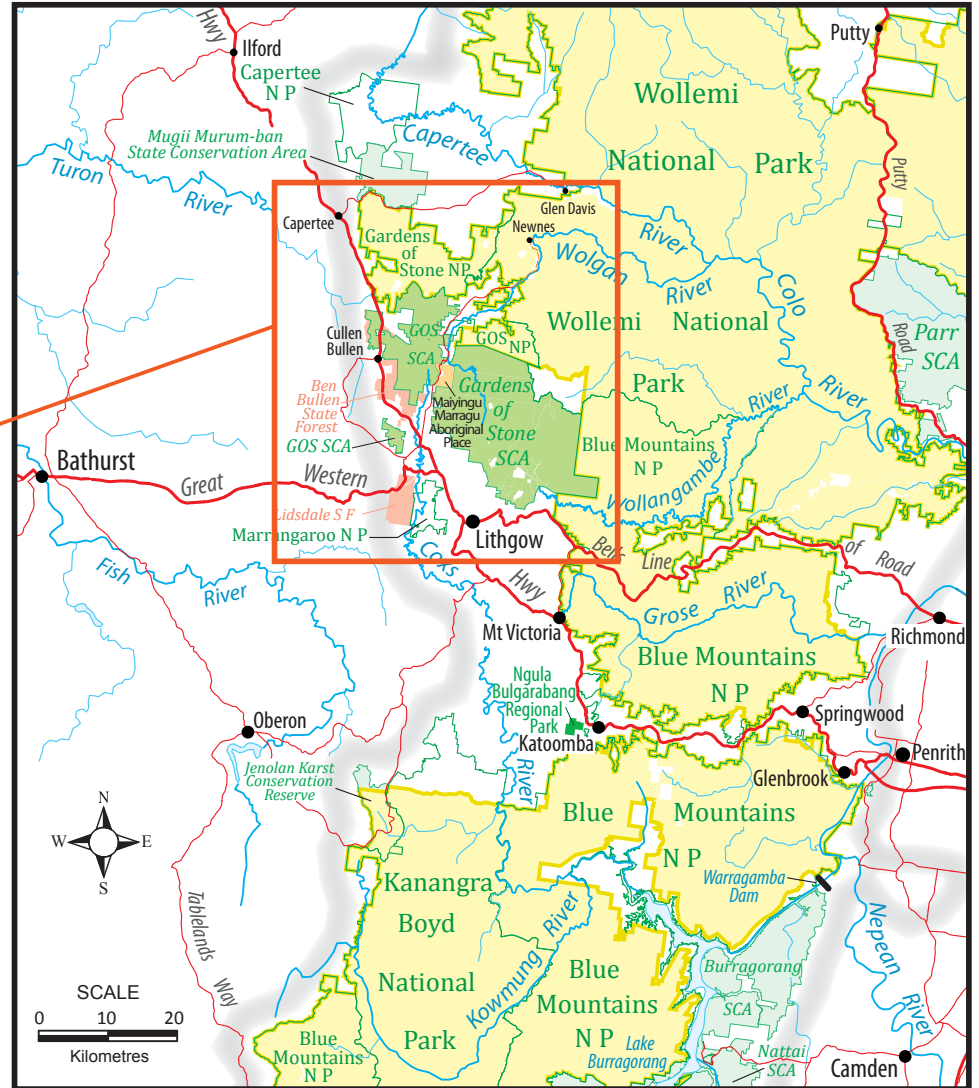 Hwy
Ilford
Putty
Capertee
N P
Wollemi
National Park
Mugii Murum-ban
State Conservation Area
Capertee
River
Turon
River
Putty
Road
Glen Davis
Capertee
Newnes
Gardens
of
Stone NP
Wolgan
River
Colo
River
Wollemi National
Park
Parr
SCA
GOS
SCA
GOS
NP
Cullen
Bullen
Ben
Bullen
State
Forest
Maiyingu
Marragu
Aboriginal
Place
Gardens
of
Stone
SCA
GOS SCA
Blue Mountains
N P
Wollangambe
River
Bathurst
Great Western
Hwy
Lidsdale S F
Marrangaroo N P
Lithgow
Bells Line of Road
Coxs
River
Fish
River
Grose River
Mt Victoria
Richmond
Blue Mountains
N P
Ngula
Bulgarabang
Regional
Park
Katoomba
Springwood
Penrith
Glenbrook
Oberon
Jenolan Karst
Conservation
Reserve
Blue Mountains
N P
Warragamba
Dam
N
W E
S
Kanangra
Boyd
National
Park
Kowmung River
Blue
Mountains
N P
Lake
Burragorang
Burragorang
SCA
Nepean
River
Nattai
SCA
Camden
Tablelands
Way
Blue
Mountains
N P
SCALE
0 10 20
Kilometres